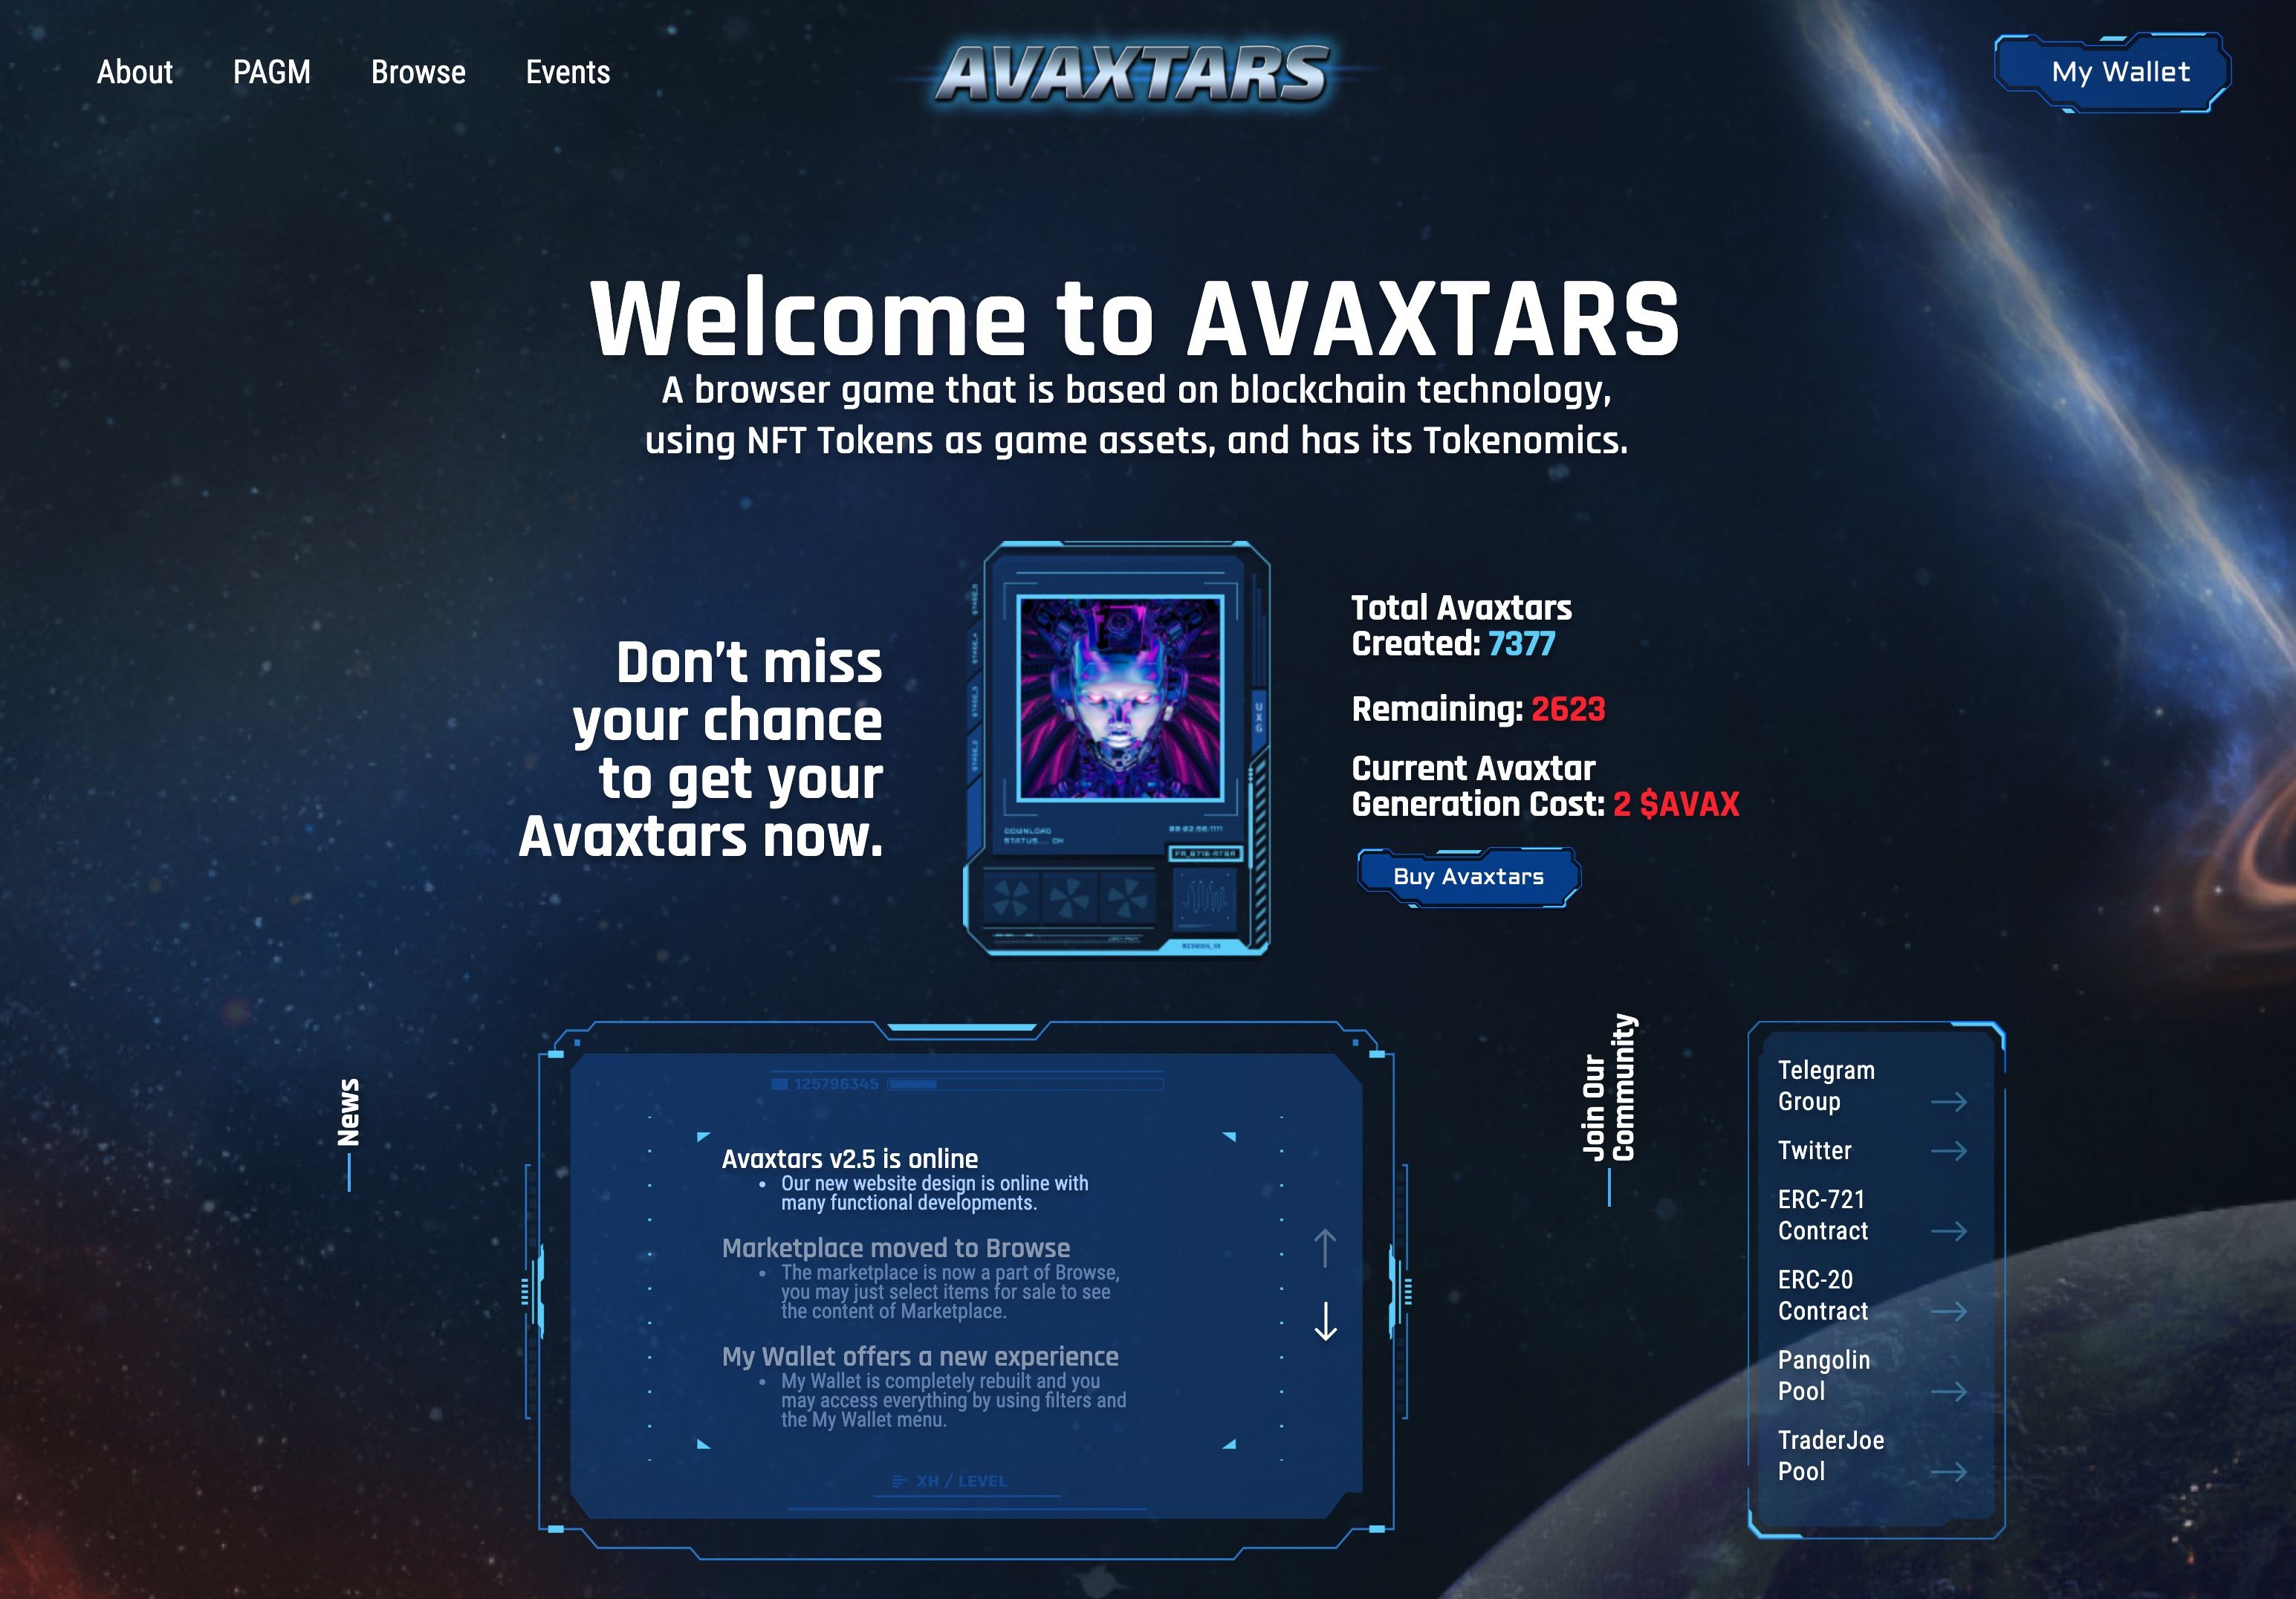 About
PAGM
Browse
Events
AVAXTARS
My Wallet
Welcome to AVAXTARS
A browser game that is based on blockchain technology,
using NFT Tokens as game assets, and has its Tokenomics.
Don't miss
your chance
to get your
Avaxtars now.
UXG
DOWNLOAD
STATUS... OK
Total Avaxtars
Created: 7377
Remaining: 2623
Current Avaxtar
Generation Cost: 2 $AVAX
Buy Avaxtars
News
125796345
Avaxtars v2.5 is online
• Our new website design is online with
many functional developments.
Marketplace moved to Browse
• The marketplace is now a part of Browse,
you may just select items for sale to see
the content of Marketplace.
My Wallet offers a new experience
• My Wallet is completely rebuilt and you
may access everything by using filters and
the My Wallet menu.
XH / LEVEL
Join Our
Community
Telegram
Group
Twitter
ERC-721
Contract
ERC-20
Contract
Pangolin
Pool
TraderJoe
Pool